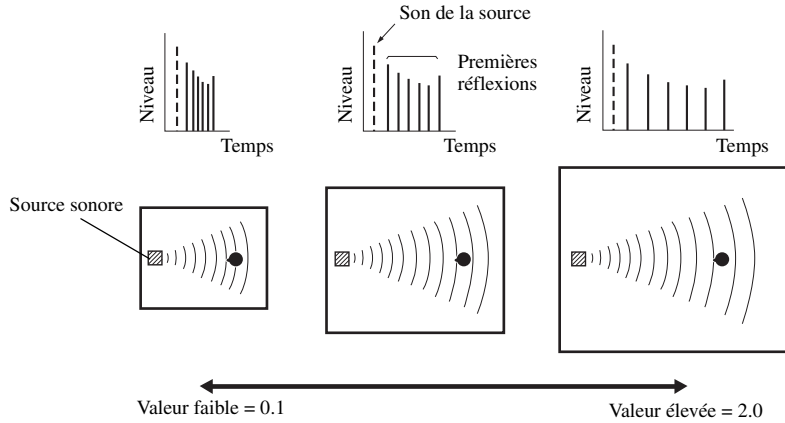 Son de la source
Premières
réflexions
Niveau
Temps
Niveau
Temps
Niveau
Temps
Source sonore
Valeur faible = 0.1
Valeur élevée = 2.0